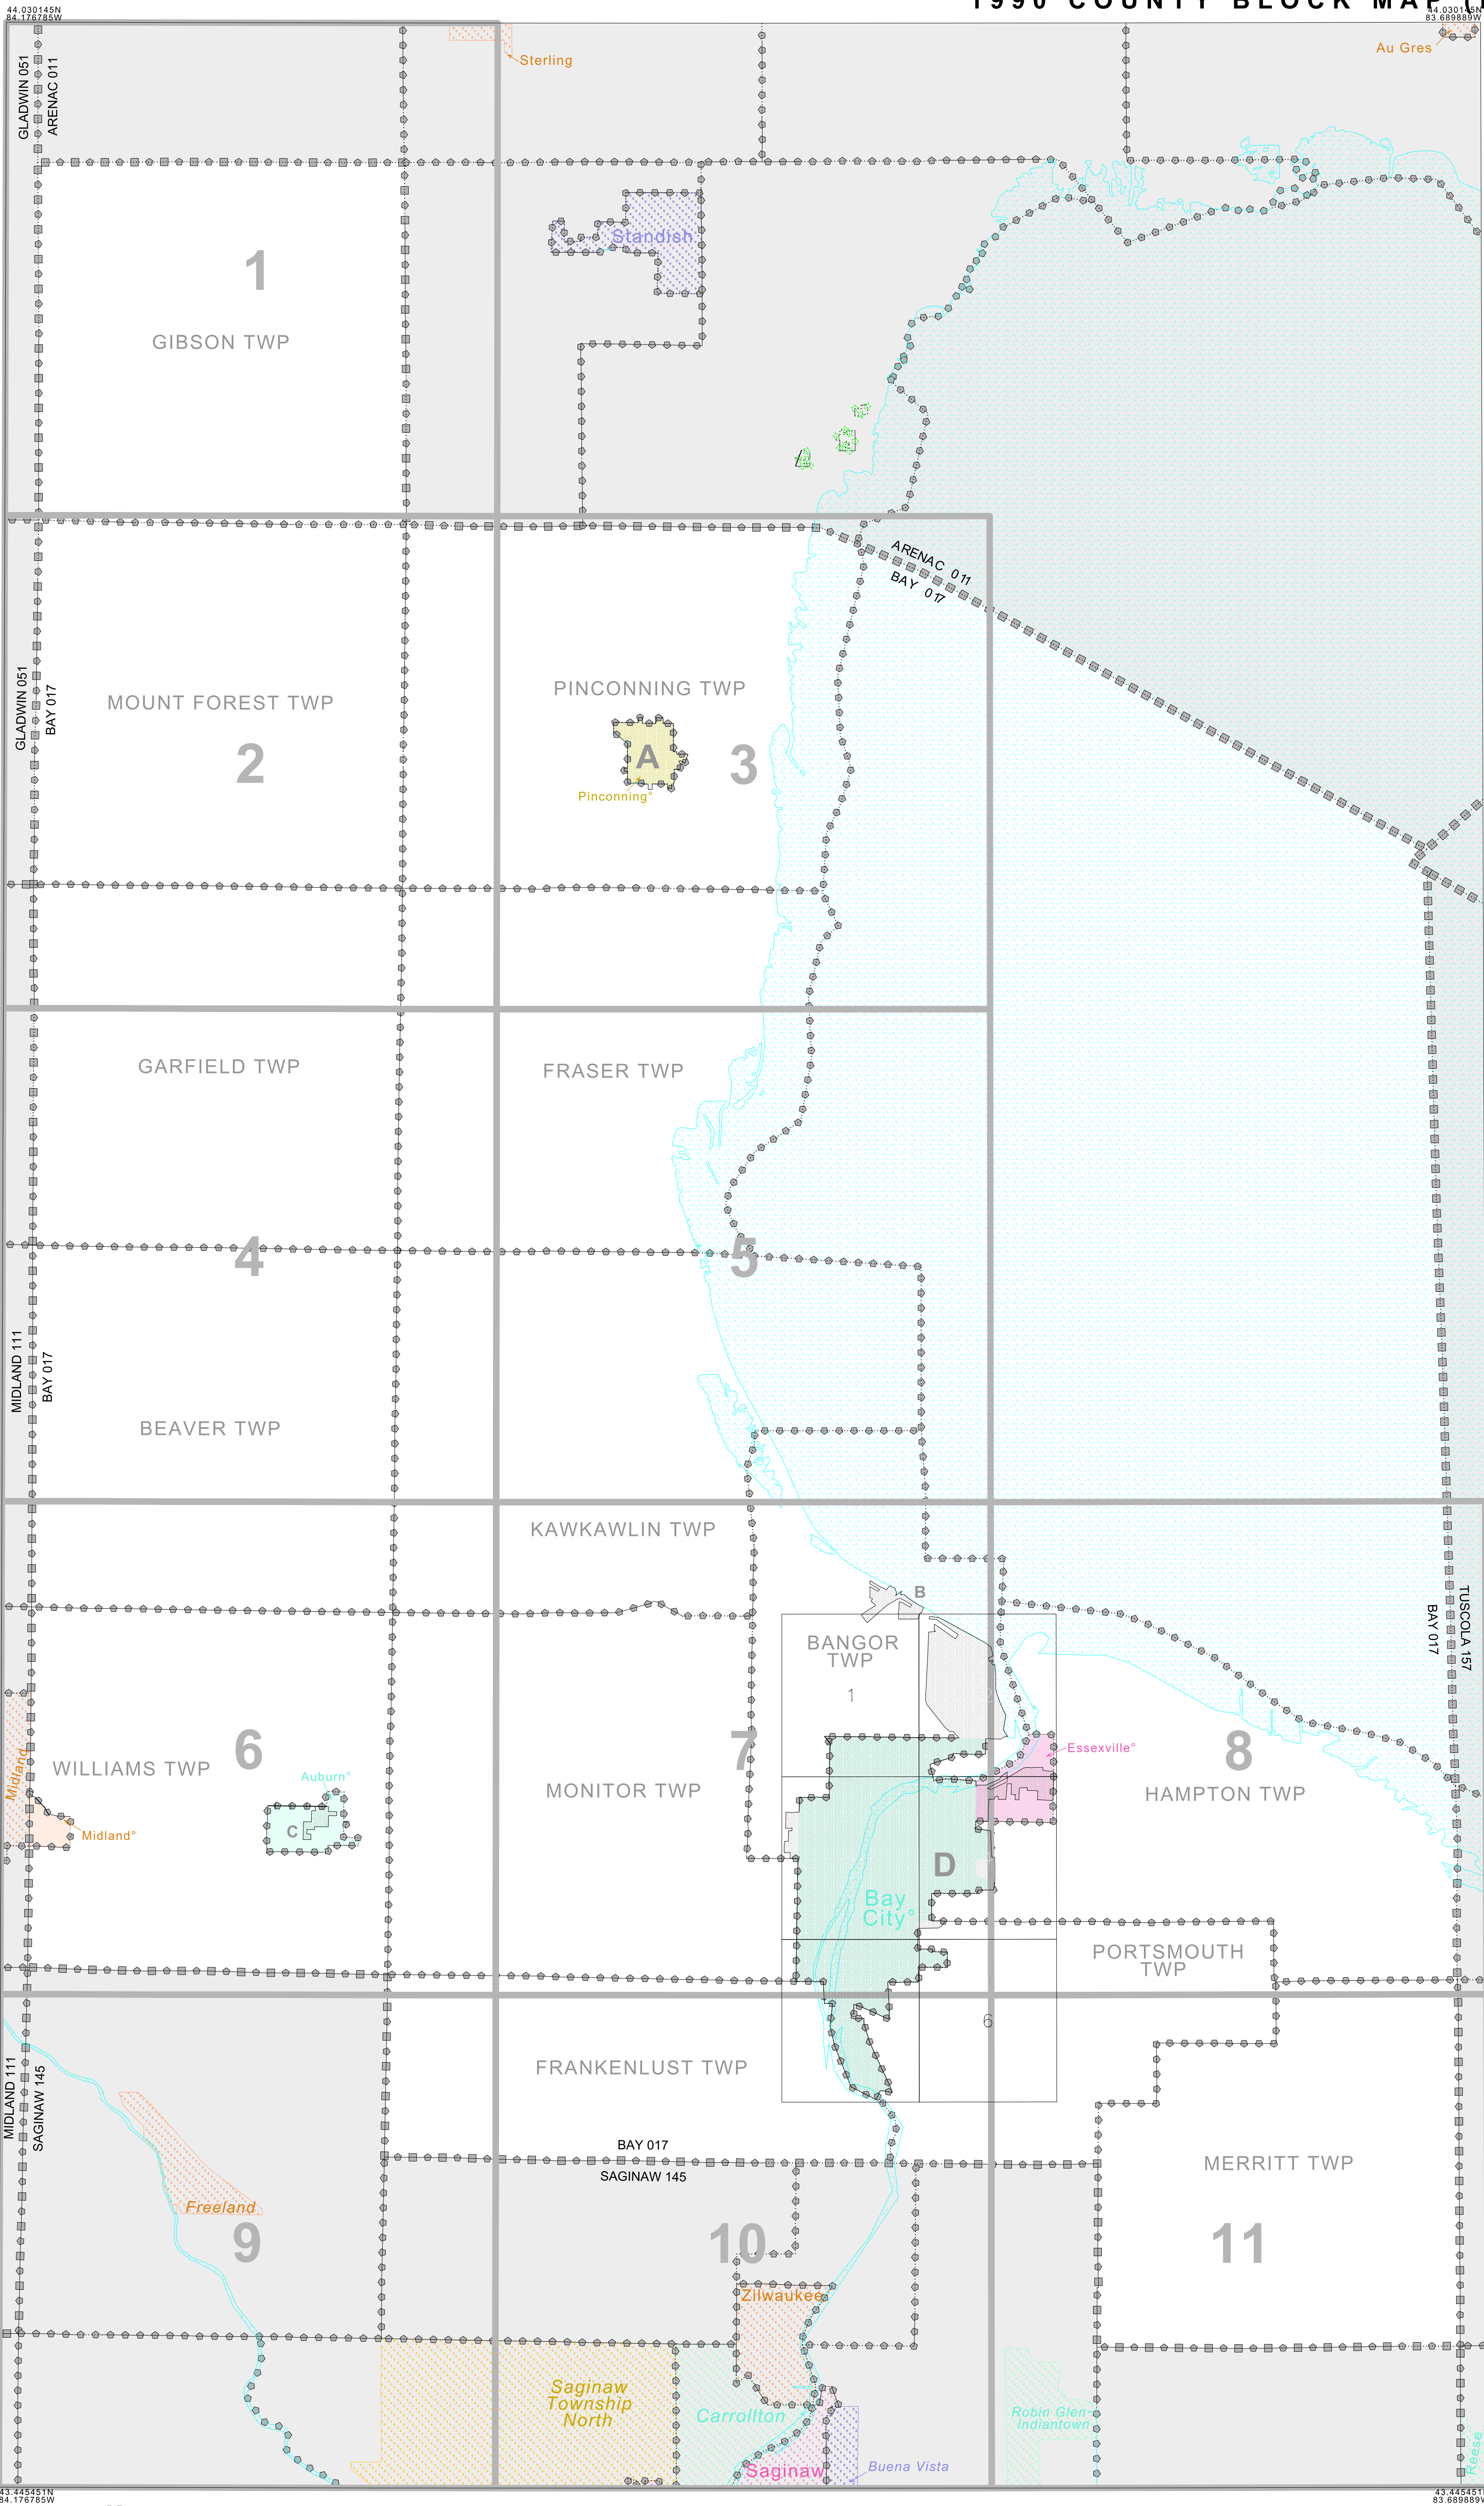 1990 COUNTY BLOCK MAP (
44.030145N
84.176785W
44.030145N
83.689889W
Sterling
Au Gres
GLADWIN 051
ARENAC 011
Standish
1
GIBSON TWP
ARENAC 011
BAY 017
GLADWIN 051
BAY 017
MOUNT FOREST TWP
2
PINCONNING TWP
A
3
Pinconning°
GARFIELD TWP
FRASER TWP
4
5
MIDLAND 111
BAY 017
BEAVER TWP
KAWKAWLIN TWP
B
BANGOR
TWP
1
2
TUSCOLA 157
BAY 017
6
7
8
Midland
WILLIAMS TWP
Auburn°
C
Midland°
MONITOR TWP
Essexville°
HAMPTON TWP
D
Bay
City°
PORTSMOUTH
TWP
6
MIDLAND 111
SAGINAW 145
FRANKENLUST TWP
BAY 017
SAGINAW 145
MERRITT TWP
Freeland
9
10
11
Zilwaukee
Saginaw
Township
North
Carrollton
Robin Glen-
Indiantown
Saginaw
Buena Vista
Reese
43.445451N
84.176785W
43.445451N
83.689889W